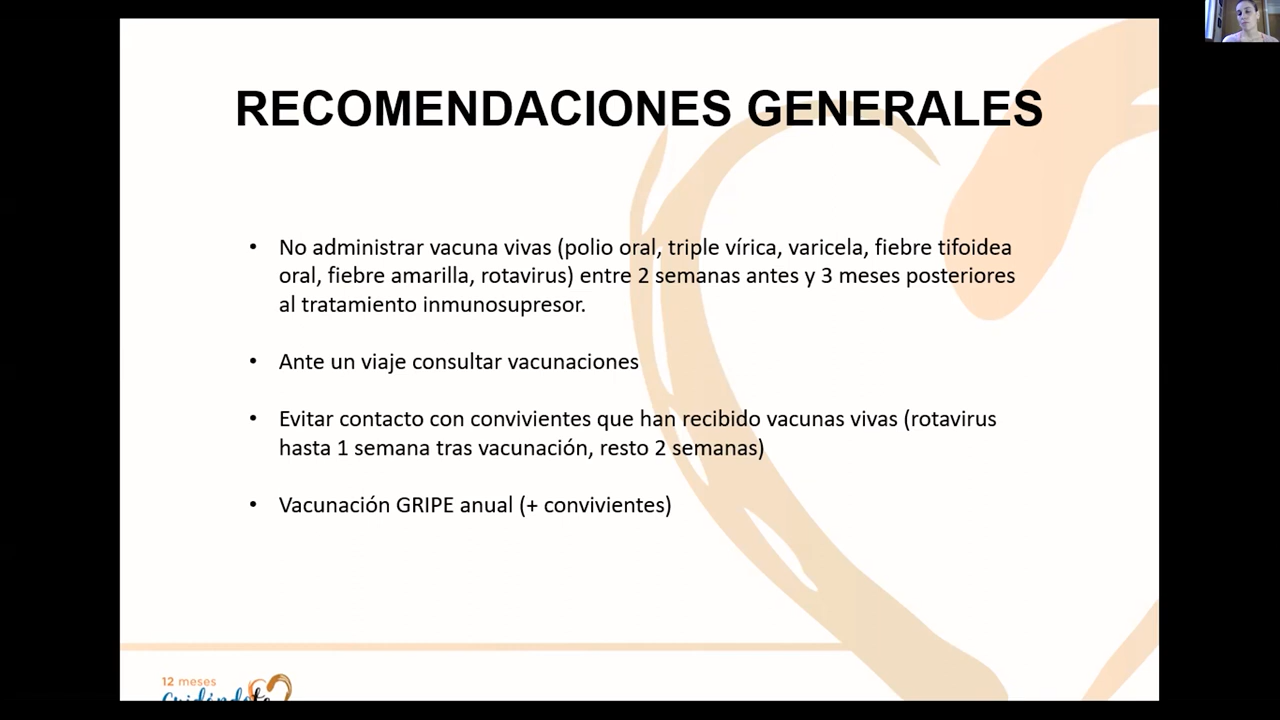 RECOMENDACIONES GENERALES
• No administrar vacuna vivas (polio oral, triple vírica, varicela, fiebre tifoidea
oral, fiebre amarilla, rotavirus) entre 2 semanas antes y 3 meses posteriores
al tratamiento inmunosupresor.
• Ante un viaje consultar vacunaciones
• Evitar contacto con convivientes que han recibido vacunas vivas (rotavirus
hasta 1 semana tras vacunación, resto 2 semanas)
• Vacunación GRIPE anual (+ convivientes)
12 meses
Cuidándote